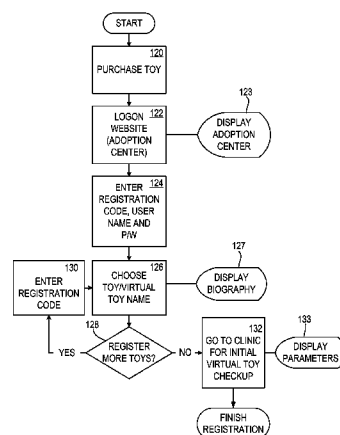 START
120
PURCHASE TOY
122
LOGON
WEBSITE
(ADOPTION
CENTER)
123
DISPLAY
ADOPTION
CENTER
124
ENTER
REGISTRATION
CODE, USER
NAME AND
P/W
127
DISPLAY
BIOGRAPHY
126
CHOOSE
TOY/VIRTUAL
TOY NAME
130
ENTER
REGISTRATION
CODE
128
REGISTER
MORE TOYS?
YES
NO
132
GO TO CLINIC
FOR INITIAL
VIRTUAL TOY
CHECKUP
133
DISPLAY
PARAMETERS
FINISH
REGISTRATION